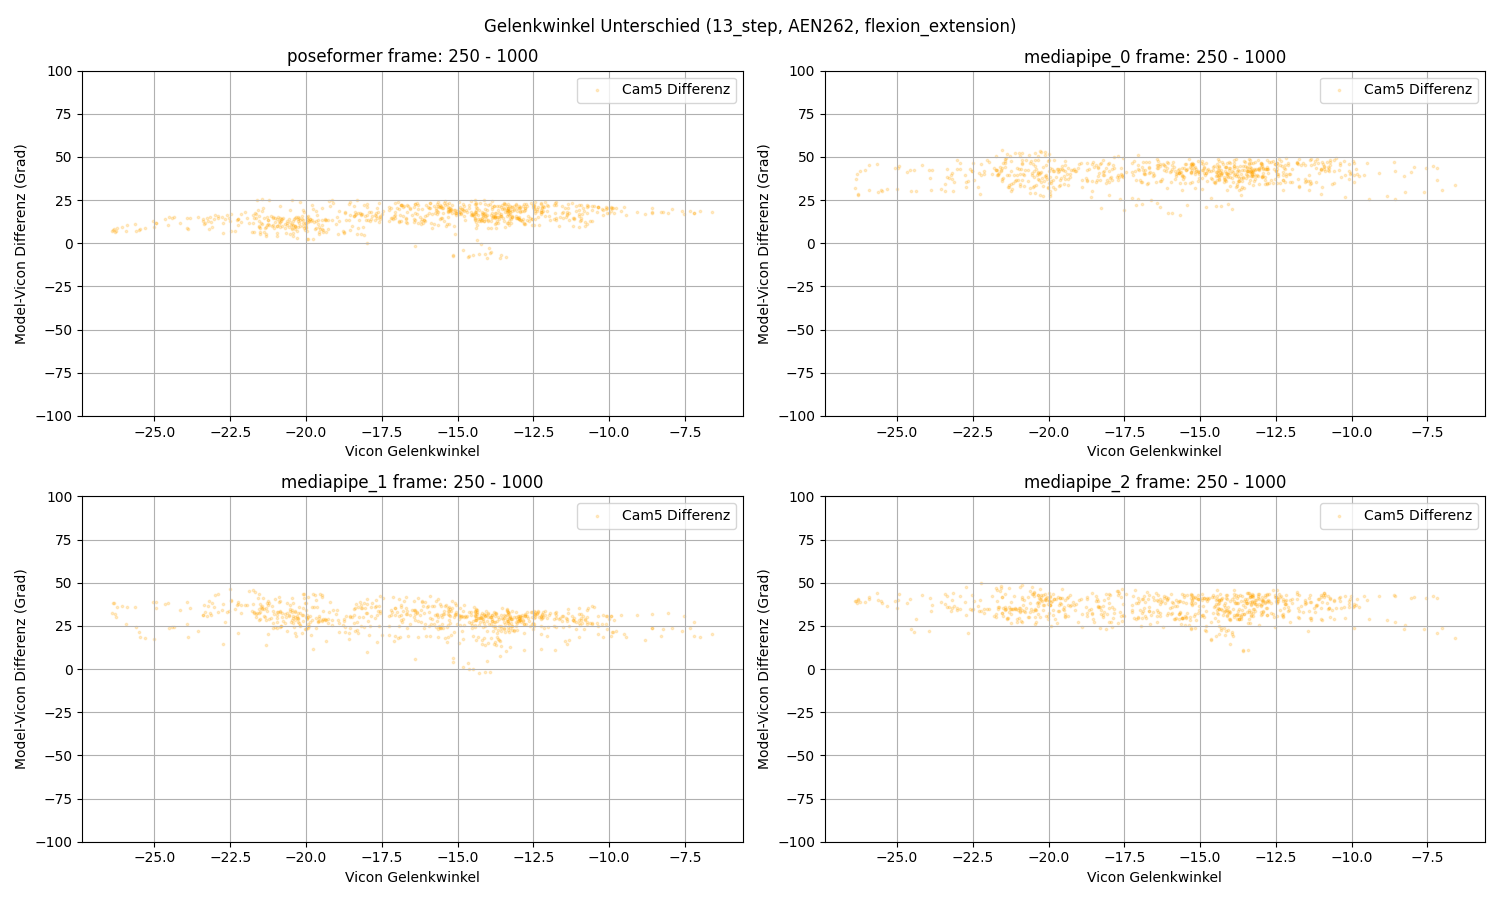 Gelenkwinkel Unterschied (13_step, AEN262, flexion_extension)
poseformer frame: 250 - 1000
100
75
50
25
0
−25
−50
−75
−100
Model-Vicon Differenz (Grad)
Cam5 Differenz
−25.0 −22.5 −20.0 −17.5 −15.0 −12.5 −10.0 −7.5
Vicon Gelenkwinkel
mediapipe_0 frame: 250 - 1000
100
75
50
25
0
−25
−50
−75
−100
Model-Vicon Differenz (Grad)
Cam5 Differenz
−25.0 −22.5 −20.0 −17.5 −15.0 −12.5 −10.0 −7.5
Vicon Gelenkwinkel
mediapipe_1 frame: 250 - 1000
100
75
50
25
0
−25
−50
−75
−100
Model-Vicon Differenz (Grad)
Cam5 Differenz
−25.0 −22.5 −20.0 −17.5 −15.0 −12.5 −10.0 −7.5
Vicon Gelenkwinkel
mediapipe_2 frame: 250 - 1000
100
75
50
25
0
−25
−50
−75
−100
Model-Vicon Differenz (Grad)
Cam5 Differenz
−25.0 −22.5 −20.0 −17.5 −15.0 −12.5 −10.0 −7.5
Vicon Gelenkwinkel